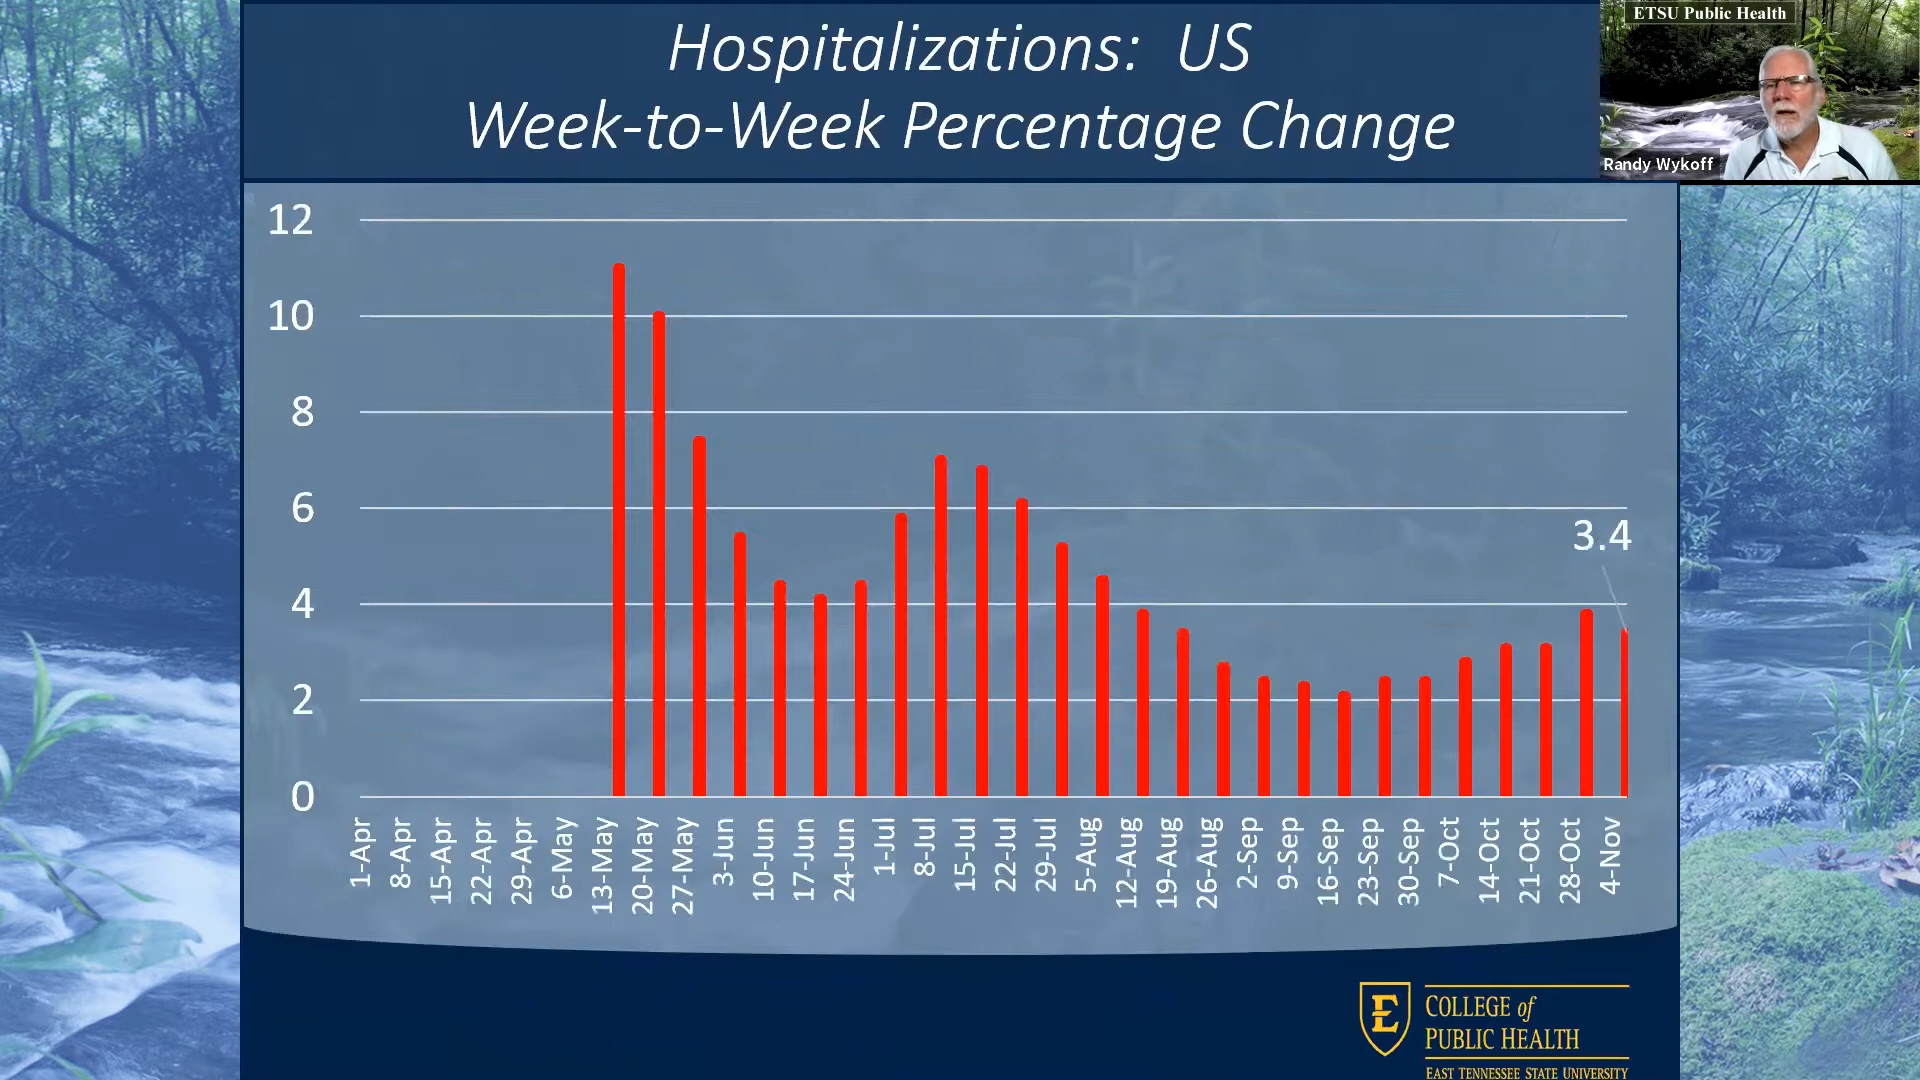 Hospitalizations: US
Week-to-Week Percentage Change
ETSU Public Health
Randy Wykoff
12
10
8
6
4
2
0
3.4
1-Apr
8-Apr
15-Apr
22-Apr
29-Apr
6-May
13-May
20-May
27-May
3-Jun
10-Jun
17-Jun
24-Jun
1-Jul
8-Jul
15-Jul
22-Jul
29-Jul
5-Aug
12-Aug
19-Aug
26-Aug
2-Sep
9-Sep
16-Sep
23-Sep
30-Sep
7-Oct
14-Oct
21-Oct
28-Oct
4-Nov
E
COLLEGE of
PUBLIC HEALTH
EAST TENNESSEE STATE UNIVERSITY